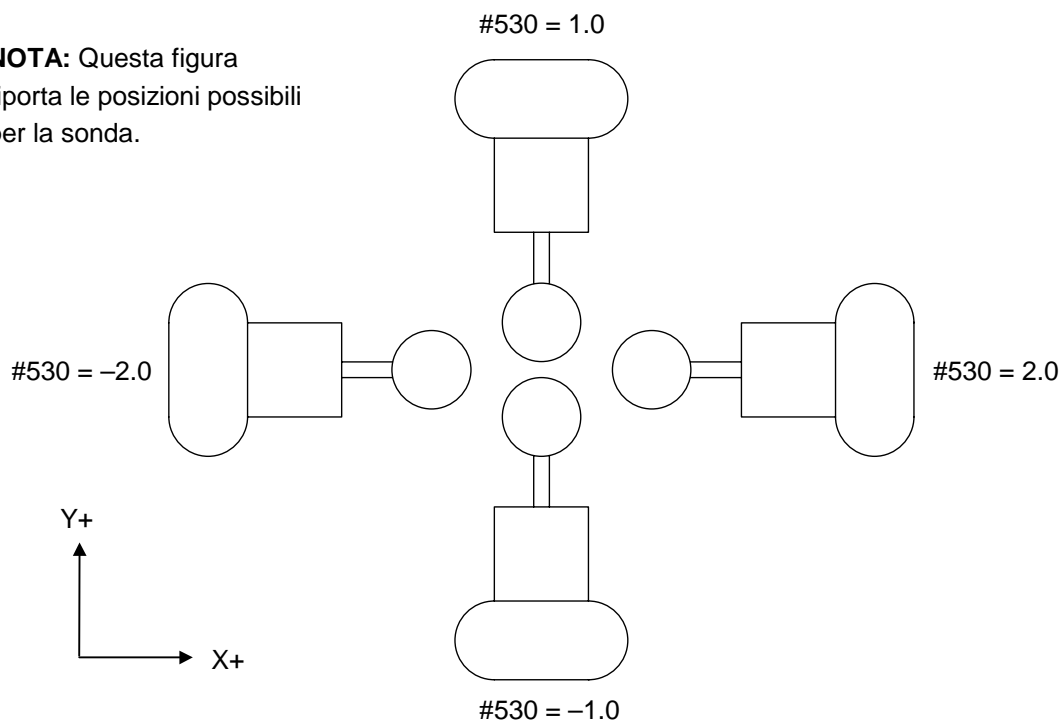 #530 = 1.0
NOTA: Questa figura
iporta le posizioni possibili
per la sonda.
#530 = –2.0
#530 = 2.0
Y+
X+
#530 = –1.0